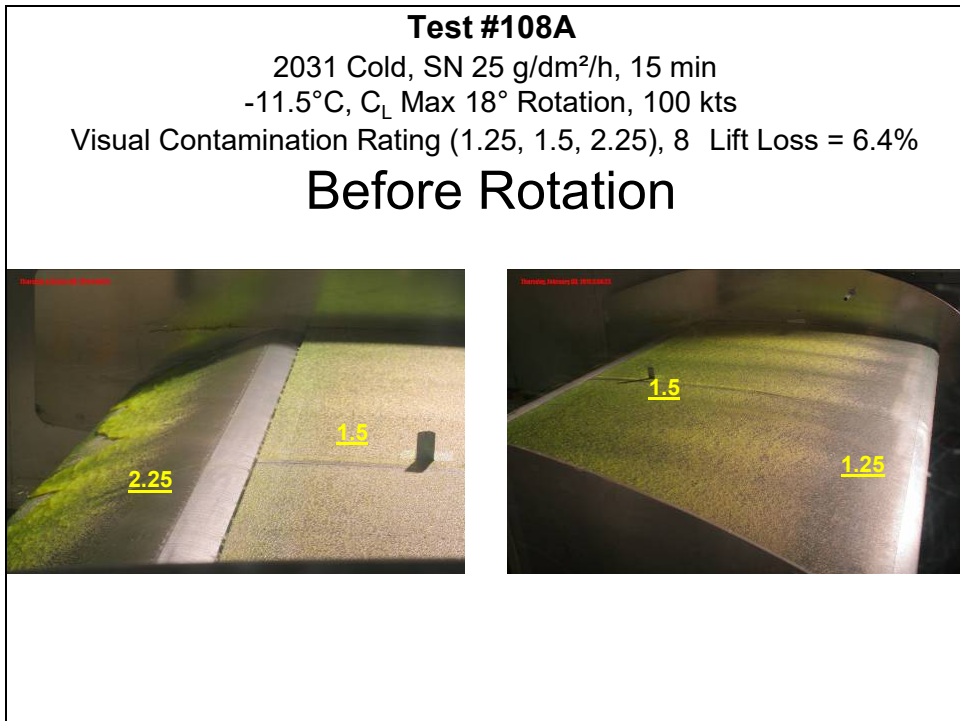 Test #108A
2031 Cold, SN 25 g/dm²/h, 15 min
-11.5°C, CL Max 18° Rotation, 100 kts
Visual Contamination Rating (1.25, 1.5, 2.25), 8 Lift Loss = 6.4%
Before Rotation
1.5
2.25
1.5
1.25